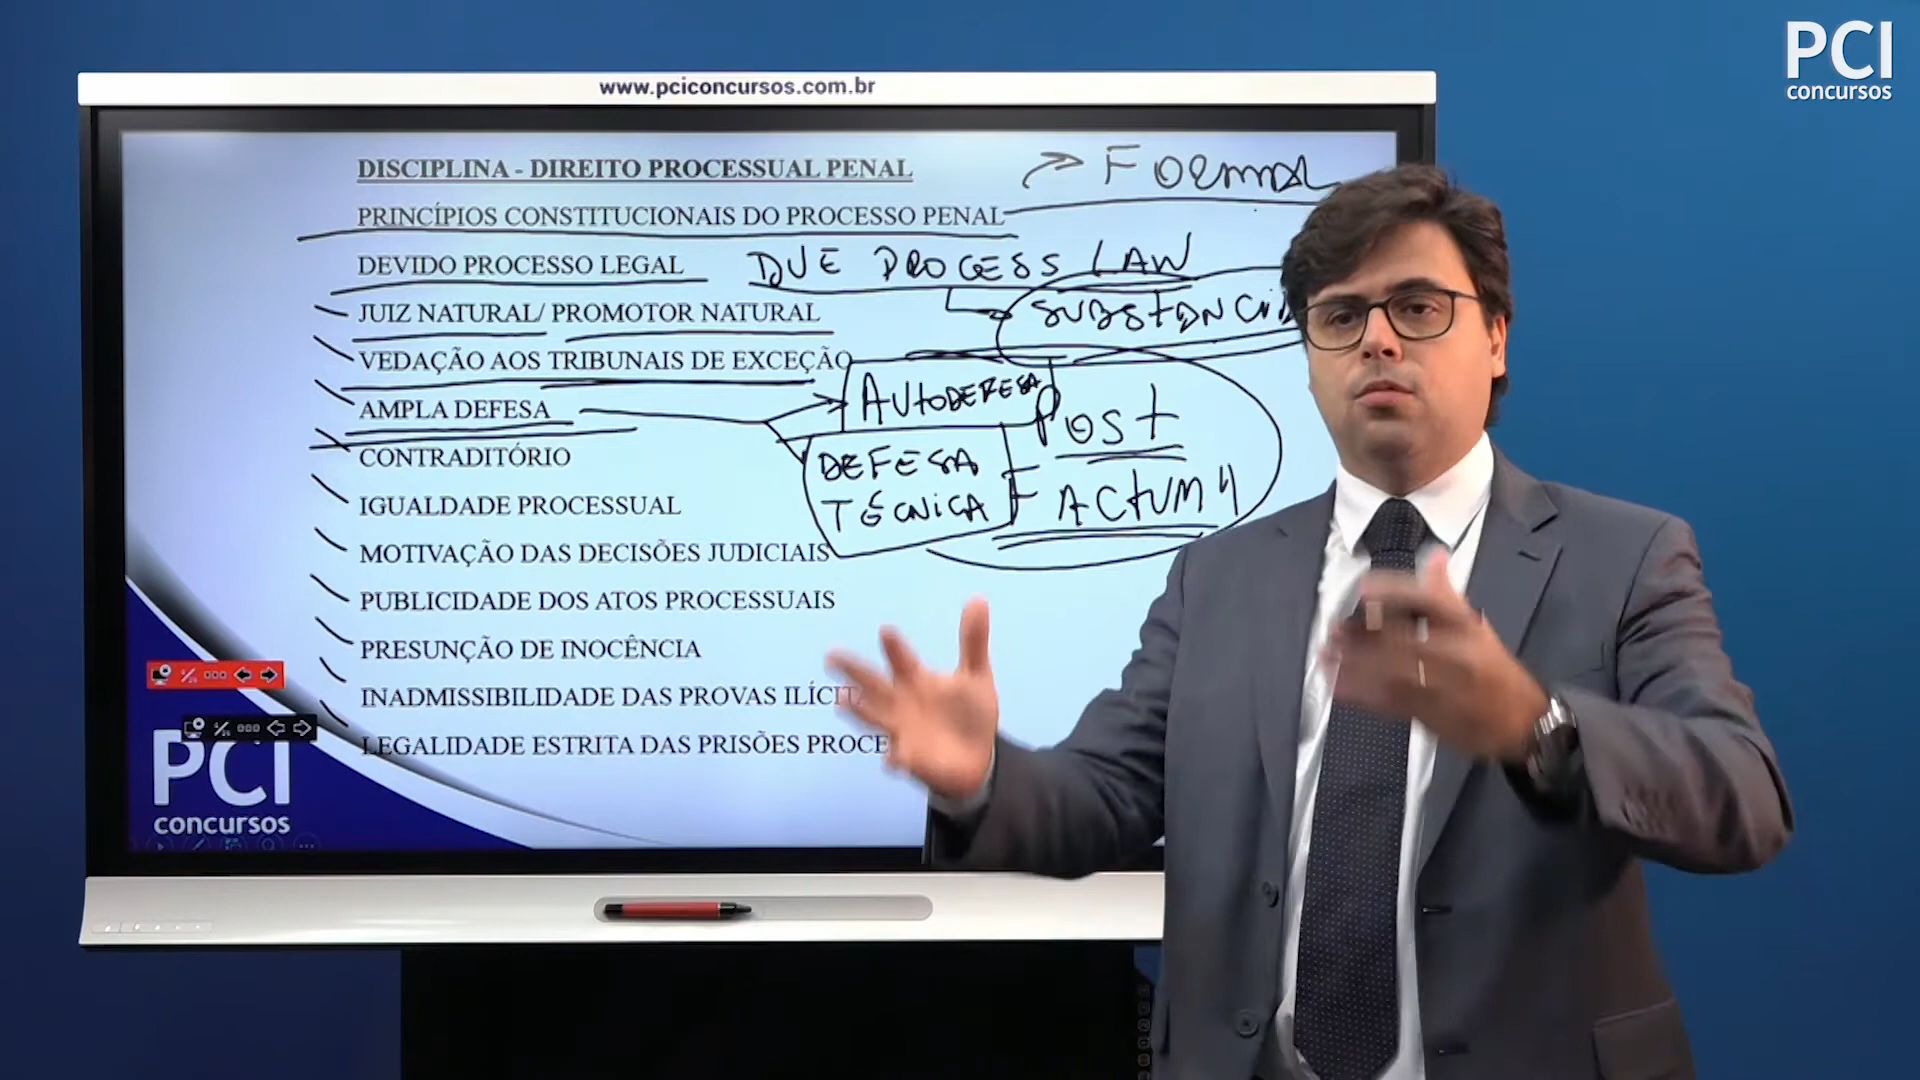 PCI
concursos
www.pciconcursos.com.br
DISCIPLINA - DIREITO PROCESSUAL PENAL
FORMAL
PRINCÍPIOS CONSTITUCIONAIS DO PROCESSO PENAL
DEVIDO PROCESSO LEGAL
DUE PROCESS LAW
JUIZ NATURAL/ PROMOTOR NATURAL
VEDAÇÃO AOS TRIBUNAIS DE EXCEÇÃO
AMPLA DEFESA
AUTODEFESA
POST
FACTUM
DEFESA
TÉCNICA
CONTRADITÓRIO
IGUALDADE PROCESSUAL
MOTIVAÇÃO DAS DECISÕES JUDICIAIS
PUBLICIDADE DOS ATOS PROCESSUAIS
PRESUNÇÃO DE INOCÊNCIA
INADMISSIBILIDADE DAS PROVAS
LEGALIDADE ESTRITA DAS PRISÕES
PCI
concursos